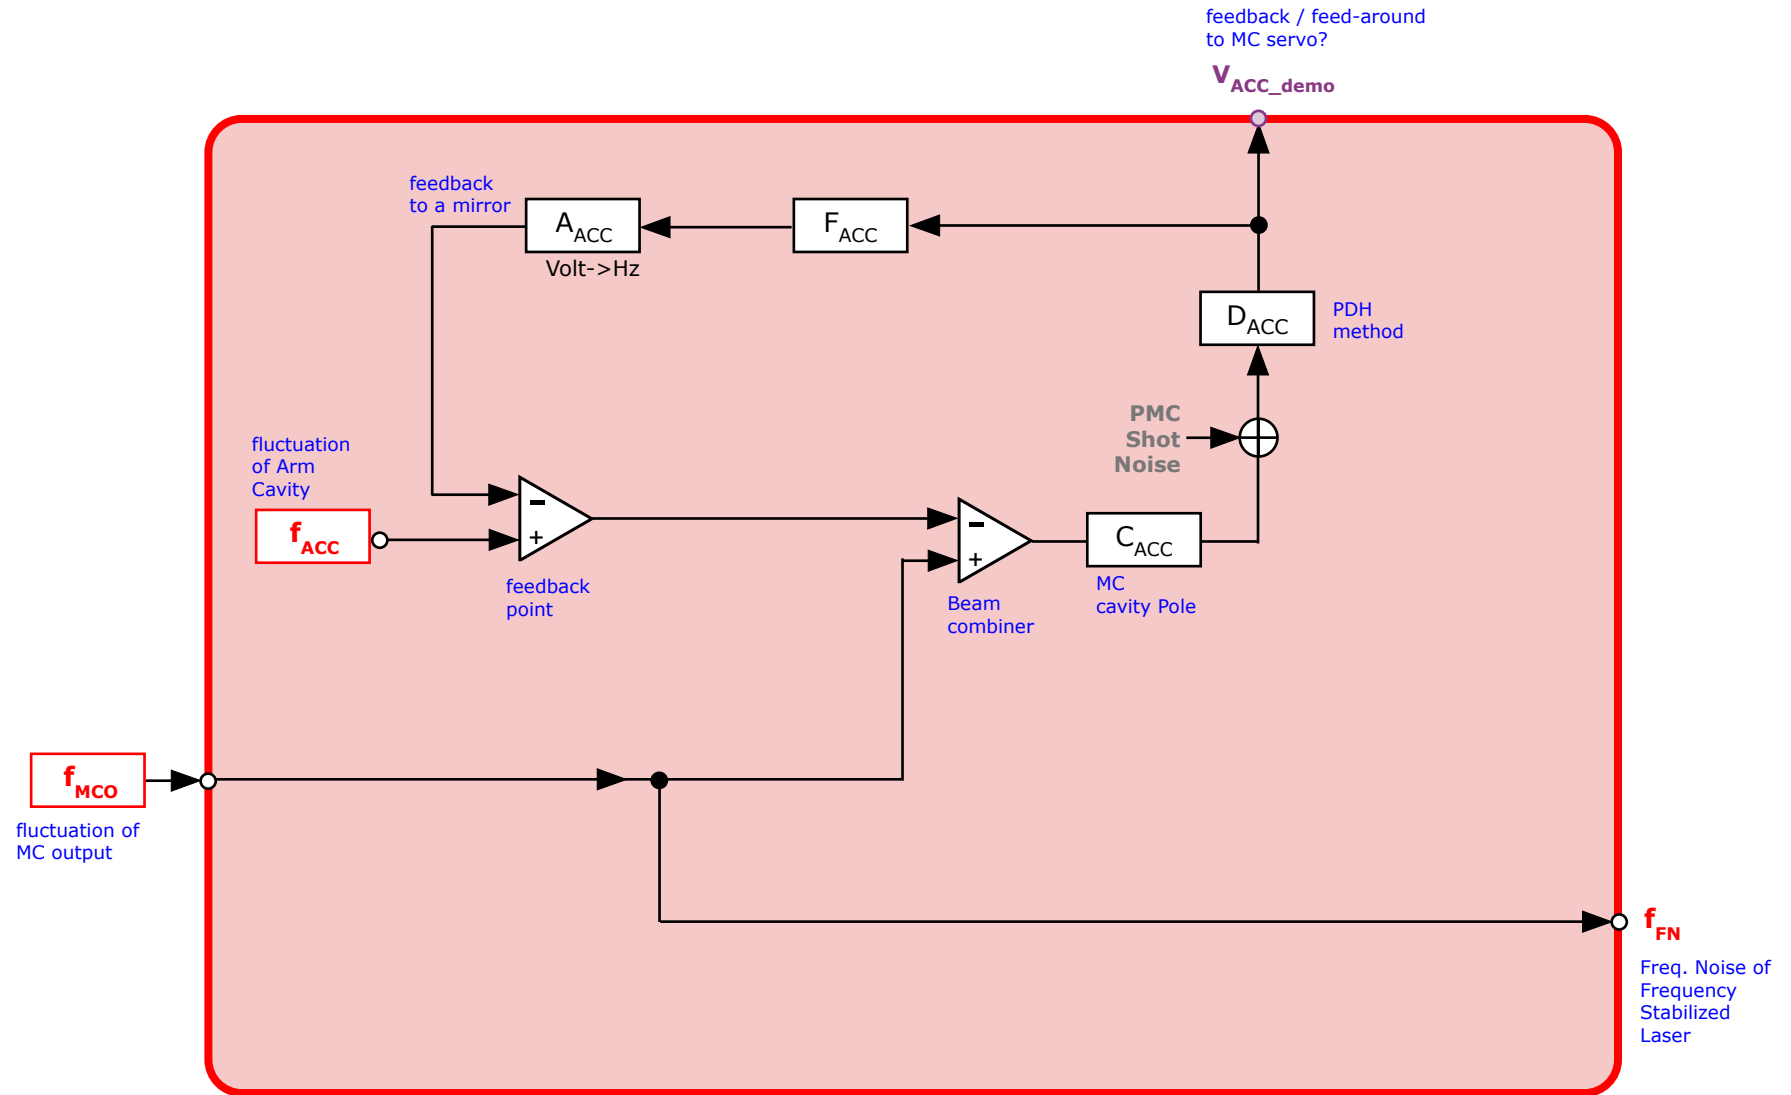 feedback / feed-around
to MC servo?
VACC_demo
feedback
to a mirror
AACC
Volt->Hz
FACC
DACC
PDH
method
PMC
Shot
Noise
fluctuation
of Arm
Cavity
fACC
-
+
feedback
point
-
+
Beam
combiner
CACC
MC
cavity Pole
fMCO
fluctuation of
MC output
fFN
Freq. Noise of
Frequency
Stabilized
Laser